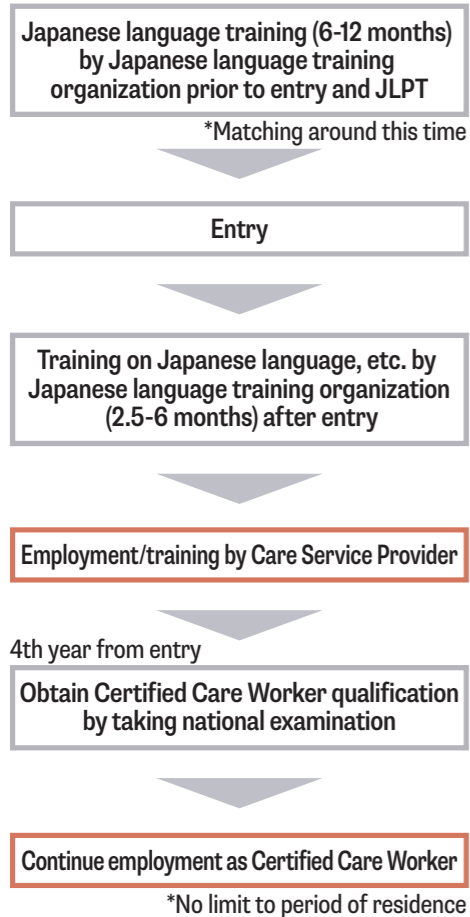 Japanese language training (6-12 months)
by Japanese language training
organization prior to entry and JLPT
*Matching around this time
Entry
Training on Japanese language, etc. by
Japanese language training organization
(2.5-6 months) after entry
Employment/training by Care Service Provider
4th year from entry
Obtain Certified Care Worker qualification
by taking national examination
Continue employment as Certified Care Worker
*No limit to period of residence